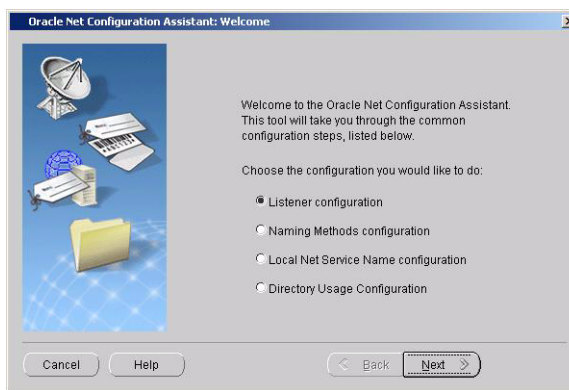 Oracle Net Configuration Assistant: Welcome
Welcome to the Oracle Net Configuration Assistant.
This tool will take you through the common
configuration steps, listed below.
Choose the configuration you would like to do:
Listener configuration
Naming Methods configuration
Local Net Service Name configuration
Directory Usage Configuration
Cancel
Help
Back
Next